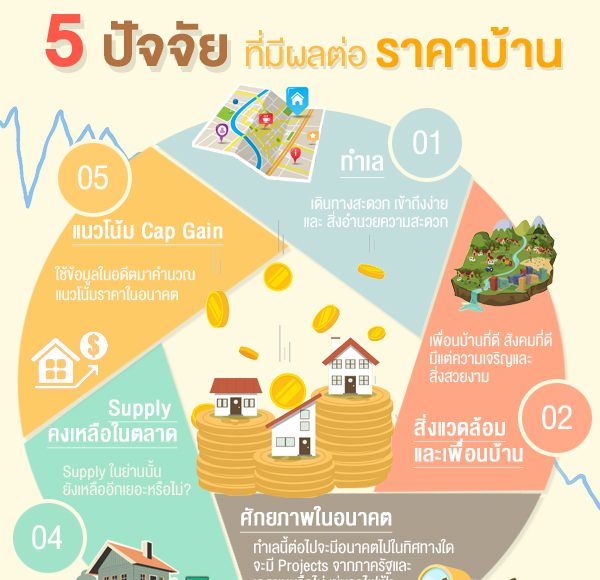 5 ปัจจัย ที่มีผลต่อ ราคาบ้าน
01
ทำเล
เดินทางสะดวก เข้าถึงง่าย
และ สิ่งอำนวยความสะดวก
02
สิ่งแวดล้อม
และเพื่อนบ้าน
เพื่อนบ้านที่ดี สังคมที่ดี
มีแต่ความเจริญและ
สิ่งสวยงาม
ศักยภาพในอนาคต
ทำเลนี้ต่อไปจะมีอนาคตไปในทิศทางใด
จะมี Projects จากภาครัฐและ
04
Supply
คงเหลือในตลาด
Supply ในย่านนั้น
ยังเหลืออีกเยอะหรือไม่?
05
แนวโน้ม Cap Gain
ใช้ข้อมูลในอดีตมาคำนวณ
แนวโน้มราคาในอนาคต